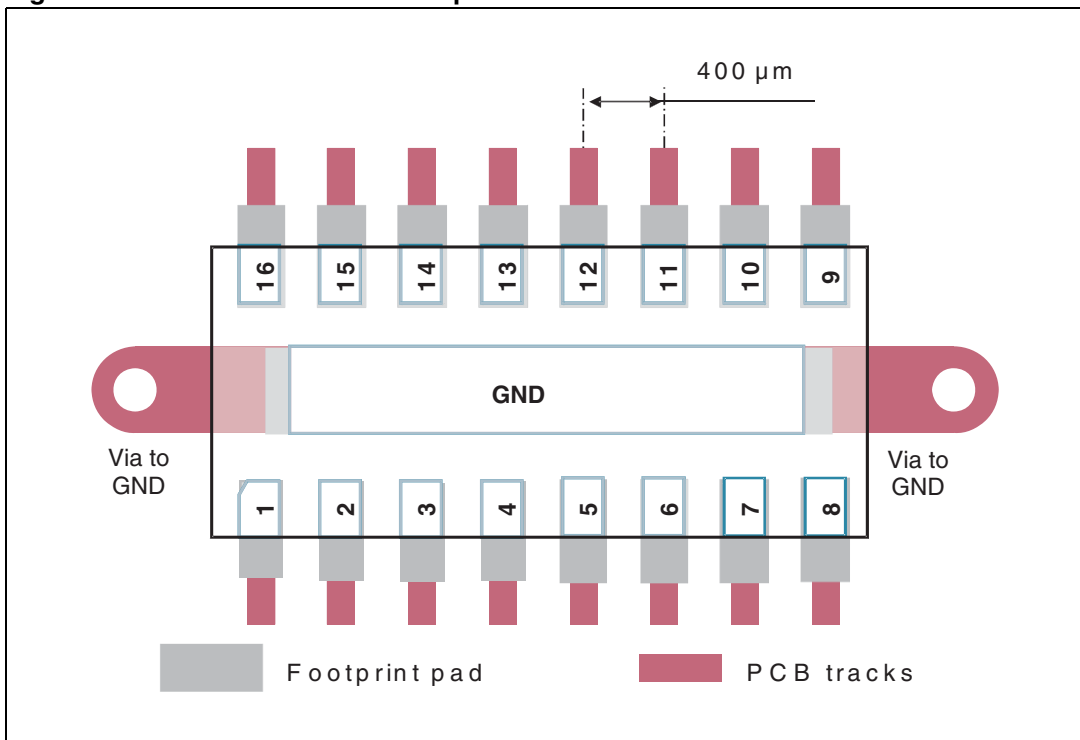 400 µm
16 15 14 13 12 11 10 9
GND
Via to
GND
Via to
GND
1 2 3 4 5 6 7 8
Footprint pad
PCB tracks